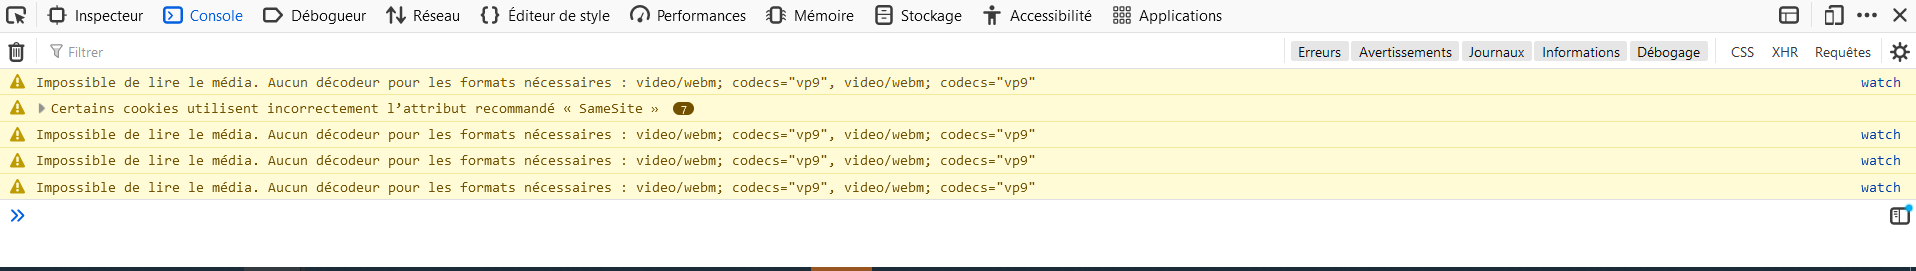 Inspecteur Console Débogueur Réseau Éditeur de style Performances Mémoire Stockage Accessibilité Applications
Filtrer Erreurs Avertissements Journaux Informations Débogage CSS XHR Requêtes
Impossible de lire le média. Aucun décodeur pour les formats nécessaires : video/webm; codecs="vp9", video/webm; codecs="vp9" watch
Certains cookies utilisent incorrectement l’attribut recommandé « SameSite » 7
Impossible de lire le média. Aucun décodeur pour les formats nécessaires : video/webm; codecs="vp9", video/webm; codecs="vp9" watch
Impossible de lire le média. Aucun décodeur pour les formats nécessaires : video/webm; codecs="vp9", video/webm; codecs="vp9" watch
Impossible de lire le média. Aucun décodeur pour les formats nécessaires : video/webm; codecs="vp9", video/webm; codecs="vp9" watch